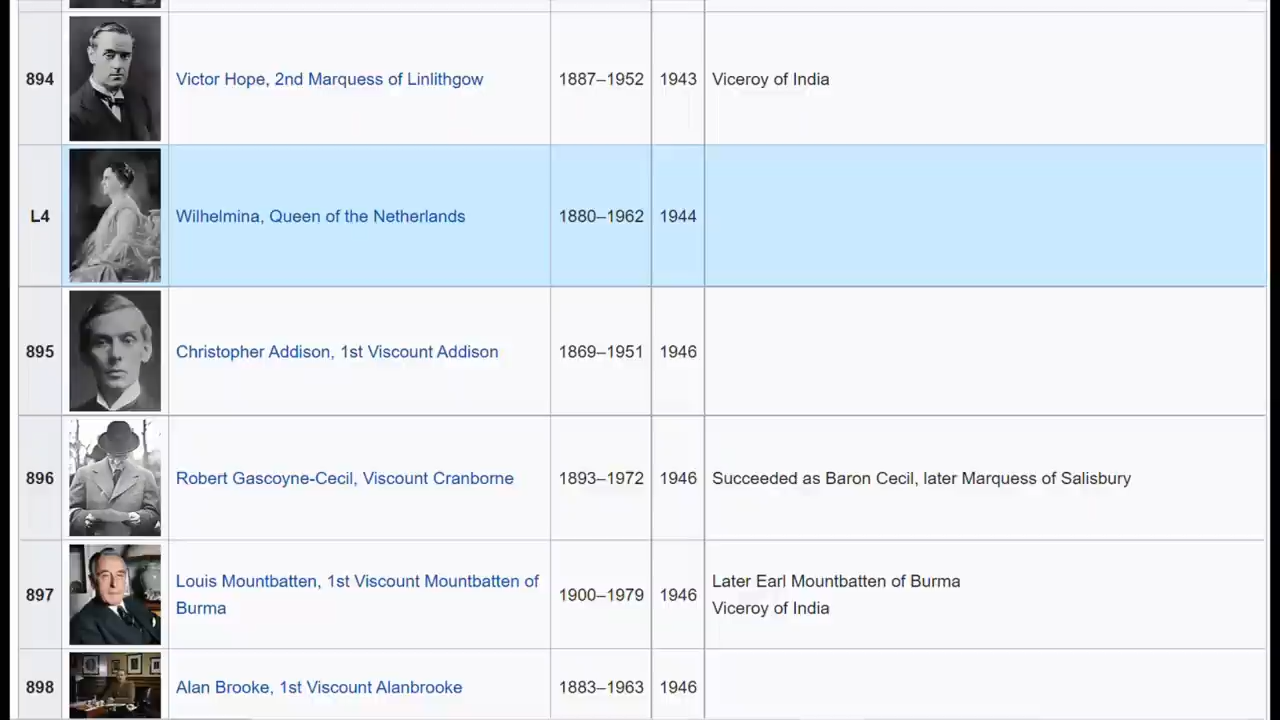 894 Victor Hope, 2nd Marquess of Linlithgow 1887–1952 1943 Viceroy of India
L4 Wilhelmina, Queen of the Netherlands 1880–1962 1944
895 Christopher Addison, 1st Viscount Addison 1869–1951 1946
896 Robert Gascoyne-Cecil, Viscount Cranborne 1893–1972 1946 Succeeded as Baron Cecil, later Marquess of Salisbury
897 Louis Mountbatten, 1st Viscount Mountbatten of Burma 1900–1979 1946 Later Earl Mountbatten of Burma
Viceroy of India
898 Alan Brooke, 1st Viscount Alanbrooke 1883–1963 1946